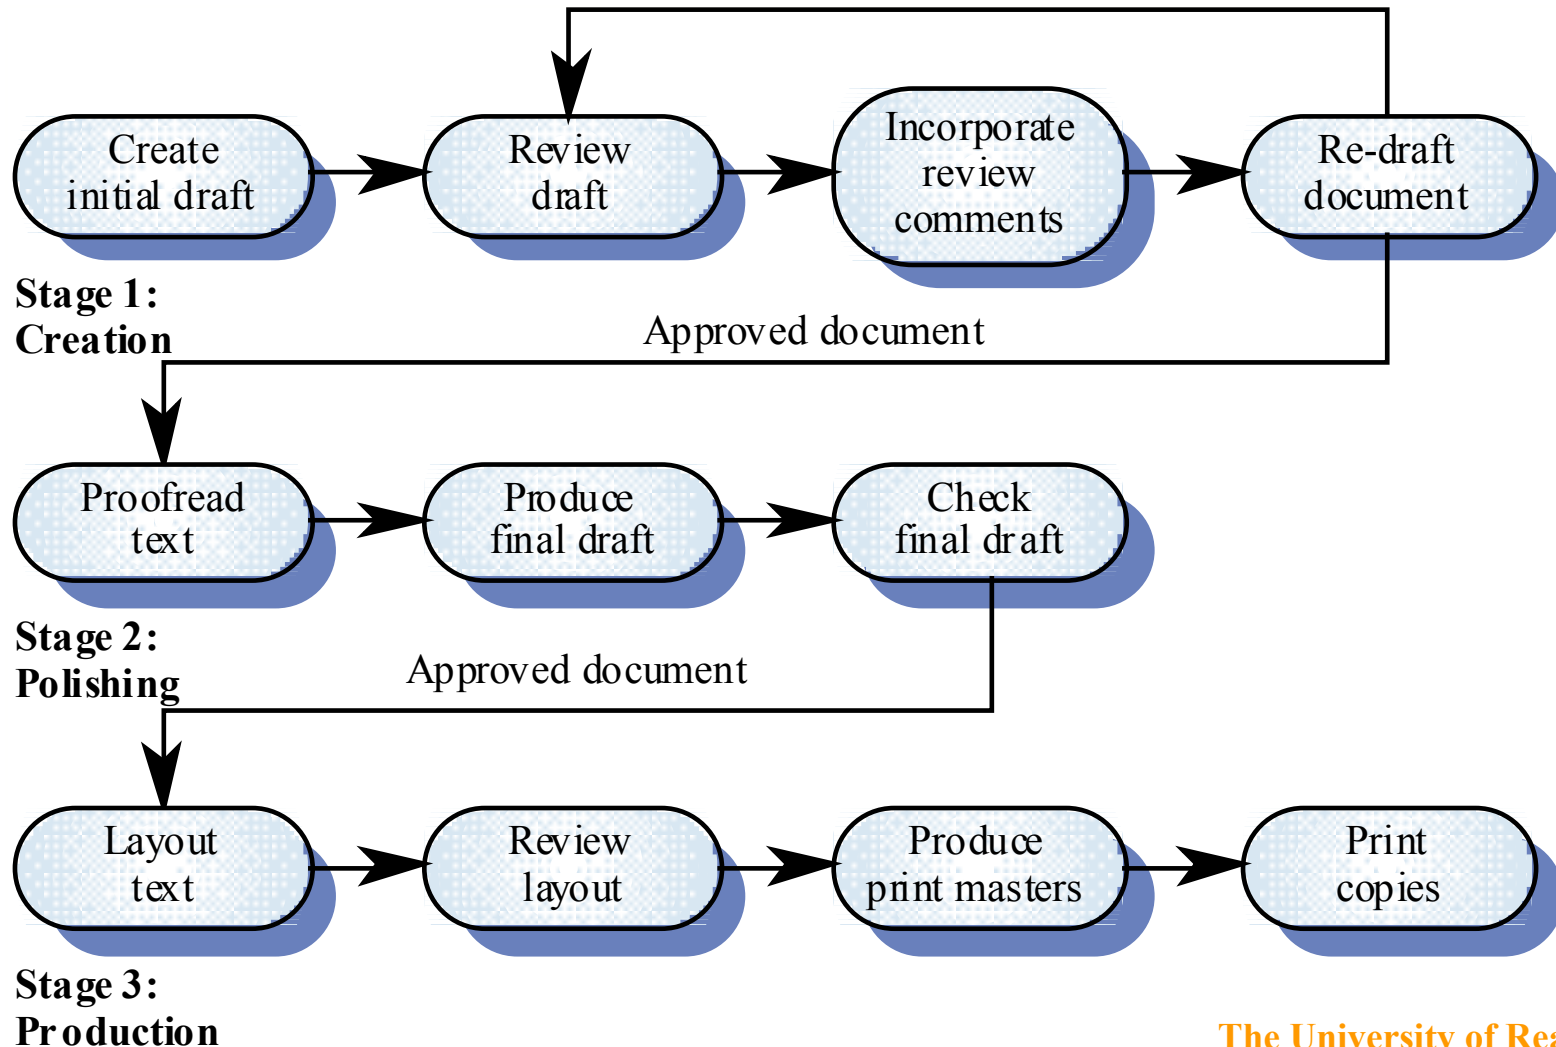 Create
initial draft
Review
draft
Incorporate
review
comments
Re-draft
document
Stage 1:
Creation
Approved document
Proofread
text
Produce
final draft
Check
final draft
Stage 2:
Polishing
Approved document
Layout
text
Review
layout
Produce
print masters
Print
copies
Stage 3:
Production
The University of